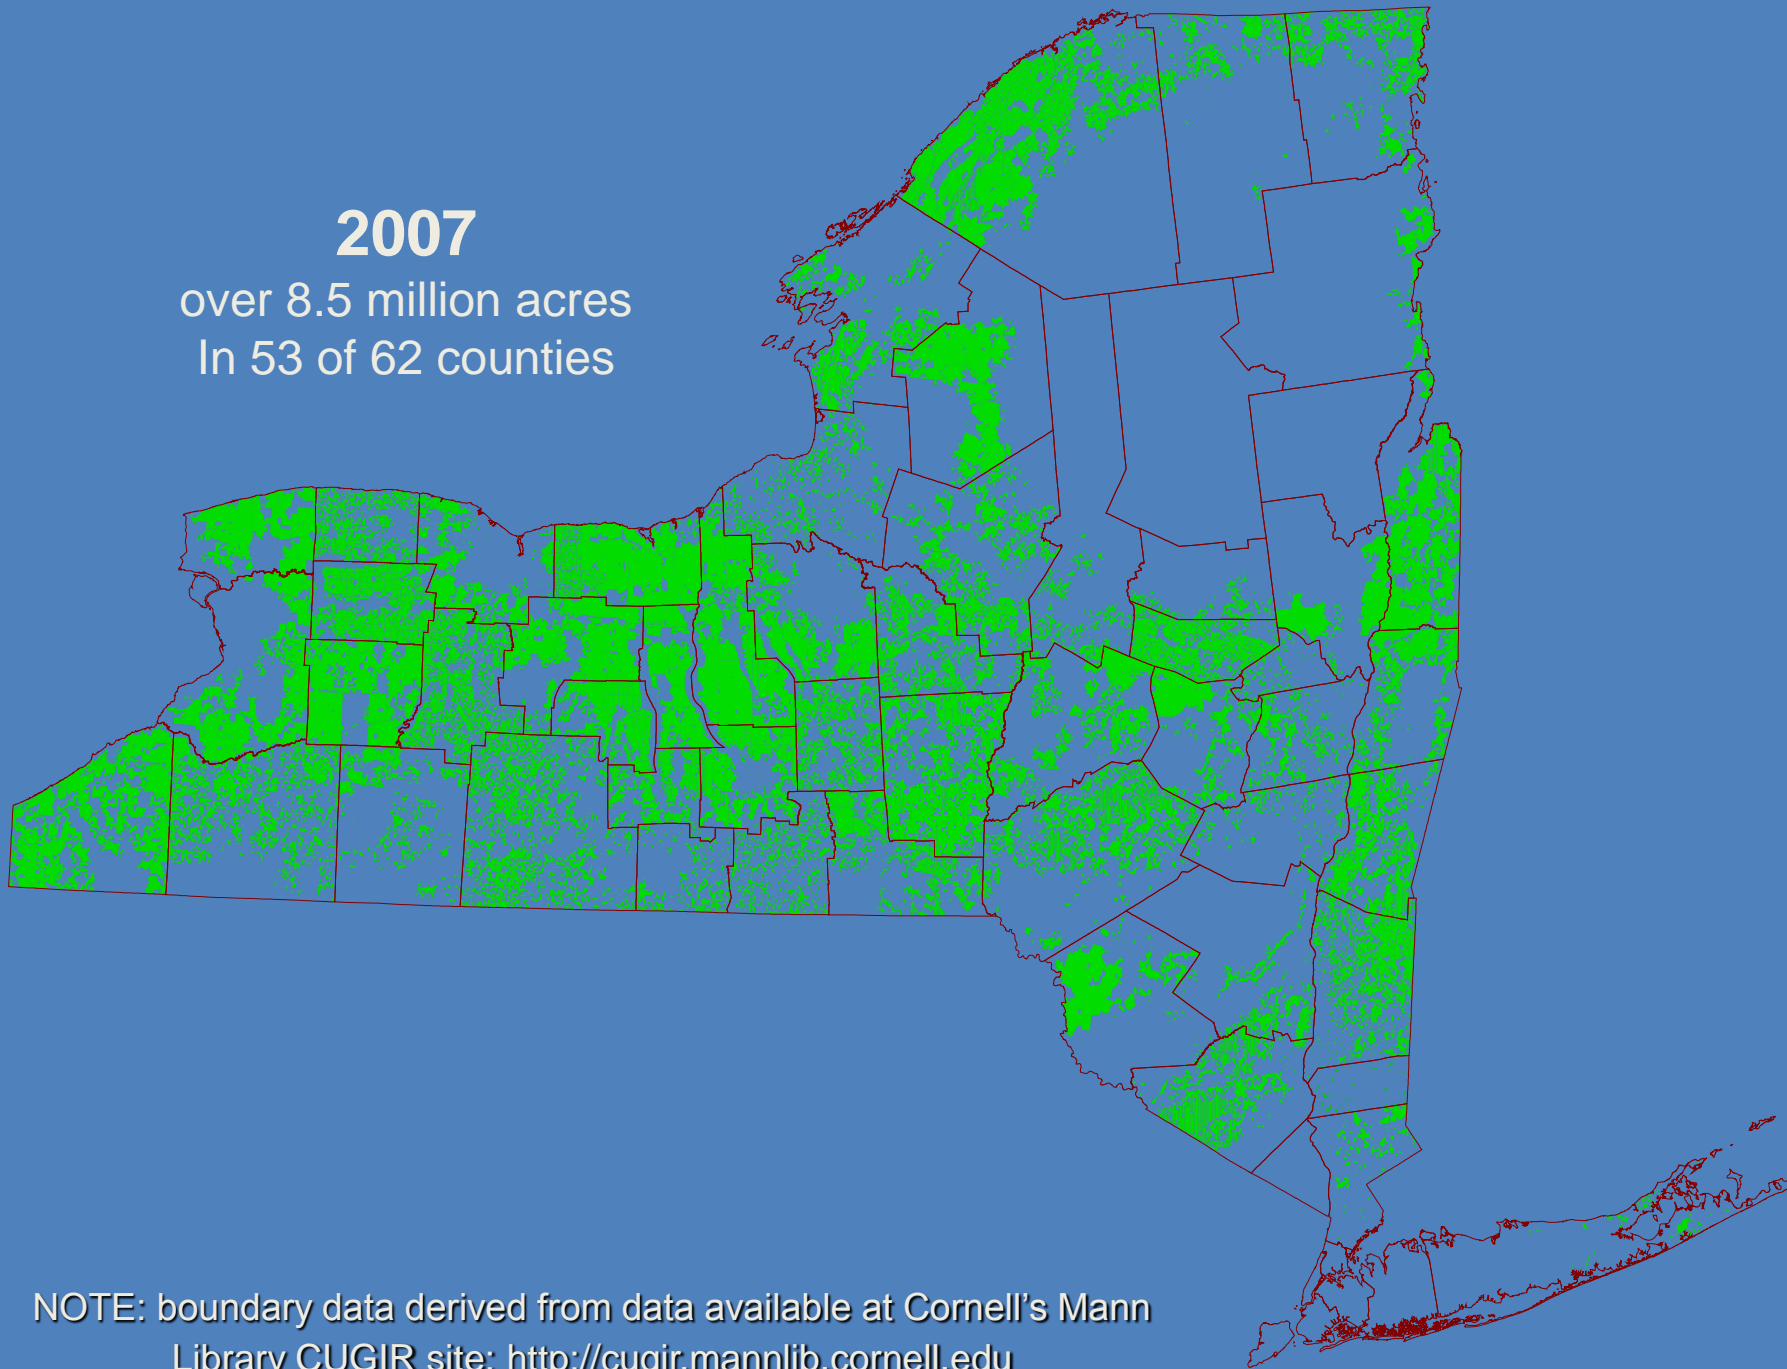 2007
over 8.5 million acres
In 53 of 62 counties
NOTE: boundary data derived from data available at Cornell's Mann
Library CUGIR site: http://cugir.mannlib.cornell.edu